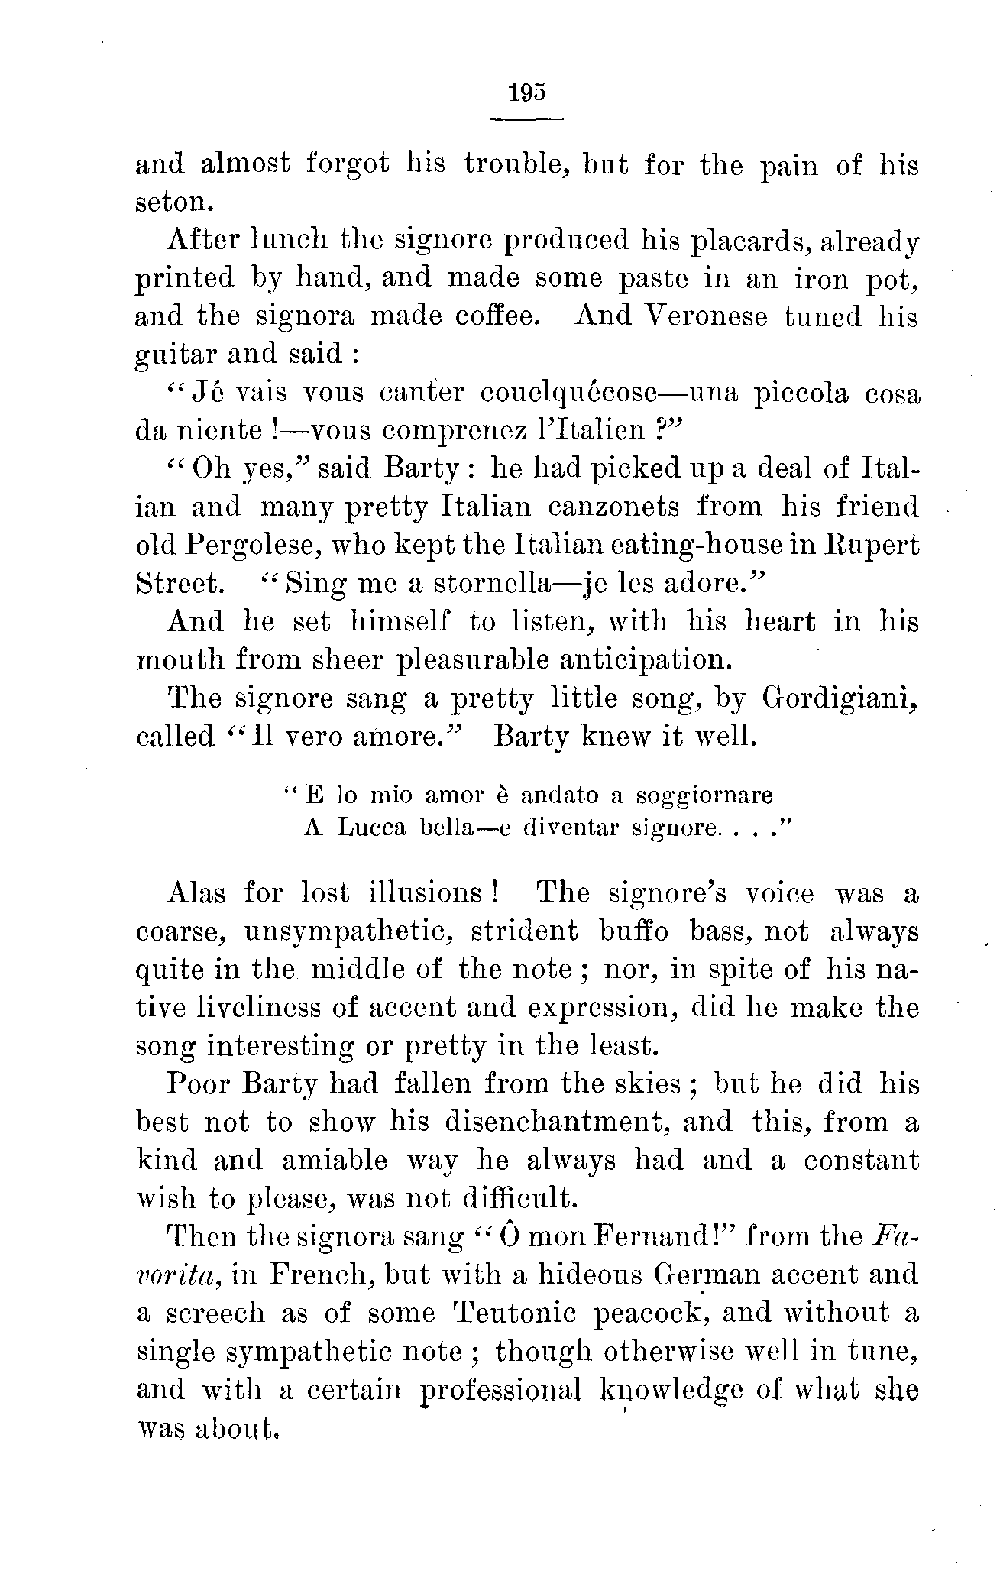 195
and almost forgot his trouble, but for the pain of his
seton.
After lunch the signore produced his placards, already
printed by hand, and made some paste in an iron pot,
and the signora made coffee. And Veronese tuned his
guitar and said :
“Jé vais vous canter couelquécose—una piccola cosa
da niente !—vous comprenez l’Italien ?”
“Oh yes,” said Barty : he had picked up a deal of Ital-
ian and many pretty Italian canzonets from his friend
old Pergolese, who kept the Italian eating-house in Rupert
Street. “Sing me a stornella—je les adore.”
And he set himself to listen, with his heart in his
mouth from sheer pleasurable anticipation.
The signore sang a pretty little song, by Gordigiani,
called “Il vero amore.” Barty knew it well.
“E lo mio amor è andato a soggiornare
A Lucca bella—e diventar signore. . . .”
Alas for lost illusions ! The signore’s voice was a
coarse, unsympathetic, strident buffo bass, not always
quite in the middle of the note ; nor, in spite of his na-
tive liveliness of accent and expression, did he make the
song interesting or pretty in the least.
Poor Barty had fallen from the skies ; but he did his
best not to show his disenchantment, and this, from a
kind and amiable way he always had and a constant
wish to please, was not difficult.
Then the signora sang “Ô mon Fernand!” from the Fa-
vorita, in French, but with a hideous German accent and
a screech as of some Teutonic peacock, and without a
single sympathetic note ; though otherwise well in tune,
and with a certain professional knowledge of what she
was about.